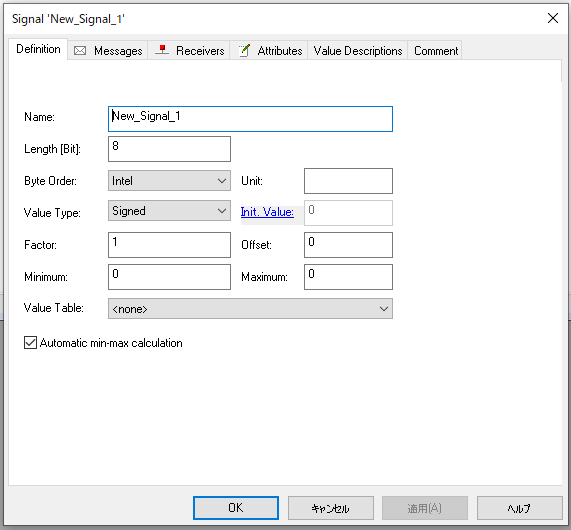 Signal 'New_Signal_1'
Definition Messages Receivers Attributes Value Descriptions Comment
Name: New_Signal_1
Length [Bit]: 8
Byte Order: Intel Unit:
Value Type: Signed Init. Value: 0
Factor: 1 Offset: 0
Minimum: 0 Maximum: 0
Value Table: <none>
Automatic min-max calculation
OK キャンセル 適用(A) ヘルプ